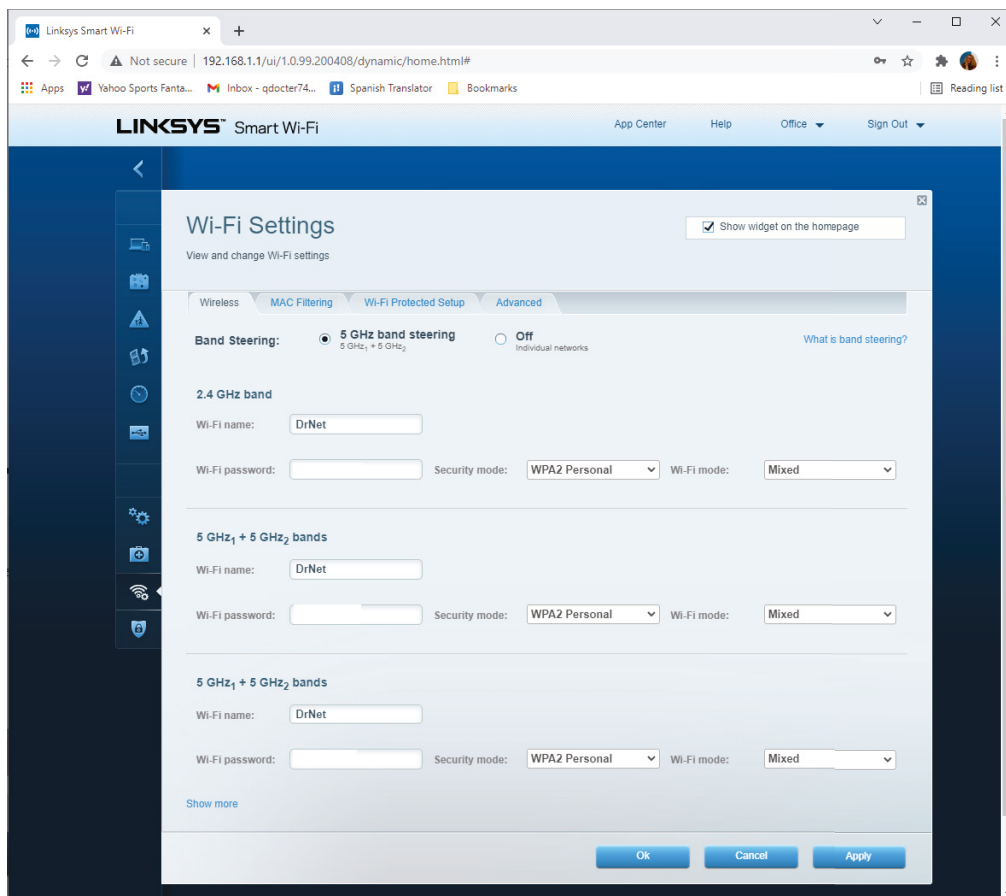 Linksys Smart Wi-Fi
Not secure 192.168.1.1/ui/1.0.99.200408/dynamic/home.html#
Apps Yahoo Sports Fanta... Inbox - qdocter74... Spanish Translator Bookmarks Reading list
LINKSYS™ Smart Wi-Fi App Center Help Office Sign Out
Wi-Fi Settings
Show widget on the homepage
View and change Wi-Fi settings
Wireless MAC Filtering Wi-Fi Protected Setup Advanced
Band Steering: 5 GHz band steering Off What is band steering?
5 GHz1 + 5 GHz2 Individual networks
2.4 GHz band
Wi-Fi name: DrNet
Wi-Fi password: Security mode: WPA2 Personal Wi-Fi mode: Mixed
5 GHz1 + 5 GHz2 bands
Wi-Fi name: DrNet
Wi-Fi password: Security mode: WPA2 Personal Wi-Fi mode: Mixed
5 GHz1 + 5 GHz2 bands
Wi-Fi name: DrNet
Wi-Fi password: Security mode: WPA2 Personal Wi-Fi mode: Mixed
Show more
Ok Cancel Apply